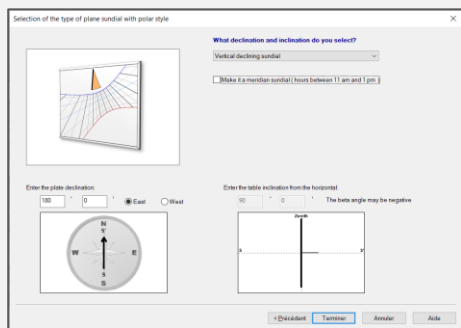 Selection of the type of plane sundial with polar style
What declination and inclination do you select?
Vertical declining sundial
Make it a meridian sundial ( hours between 11 am and 1 pm )
Enter the plate declination:
180 ° 0 ' East West
N
S'
W E
S
S
Enter the table inclination from the horizontal:
90 ° 0 ' The beta angle may be negative
Zenith
S S'
< Précédent Terminer Annuler Aide